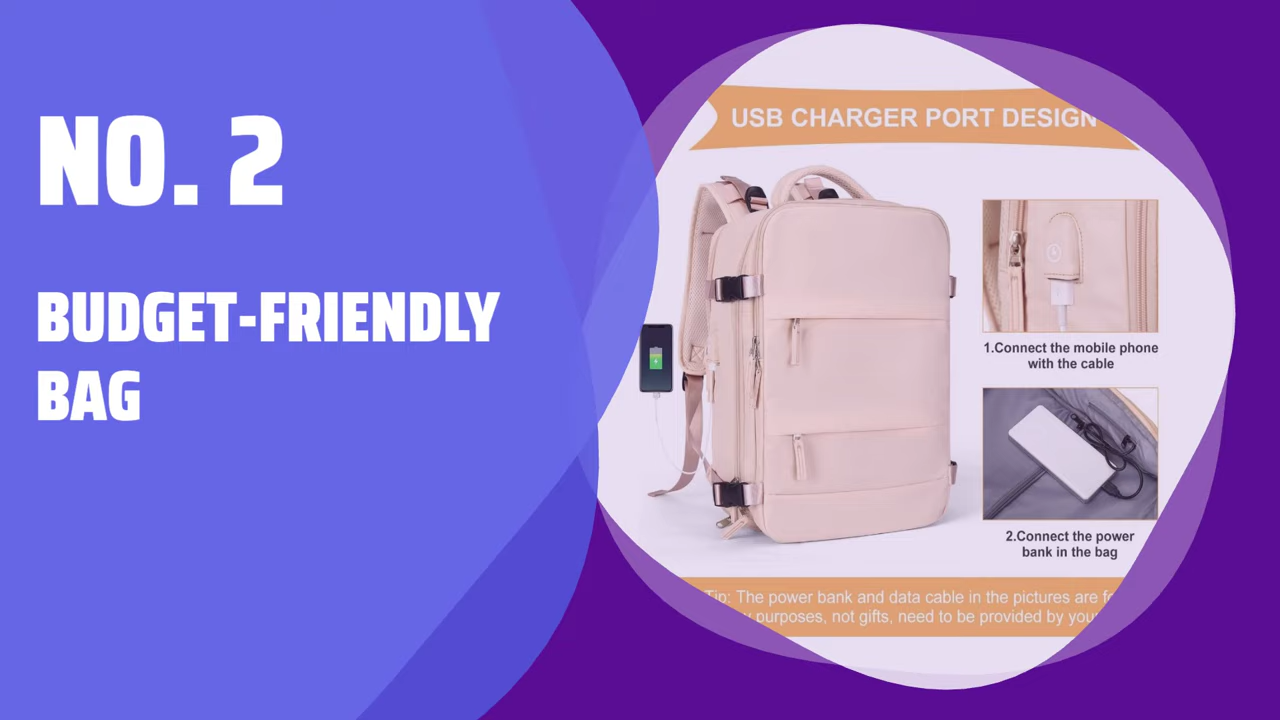 NO. 2
BUDGET-FRIENDLY
BAG
USB CHARGER PORT DESIGN
1.Connect the mobile phone
with the cable
2.Connect the power
bank in the bag
Tip: The power bank and data cable in the pictures are
purposes, not gifts, need to be provided by